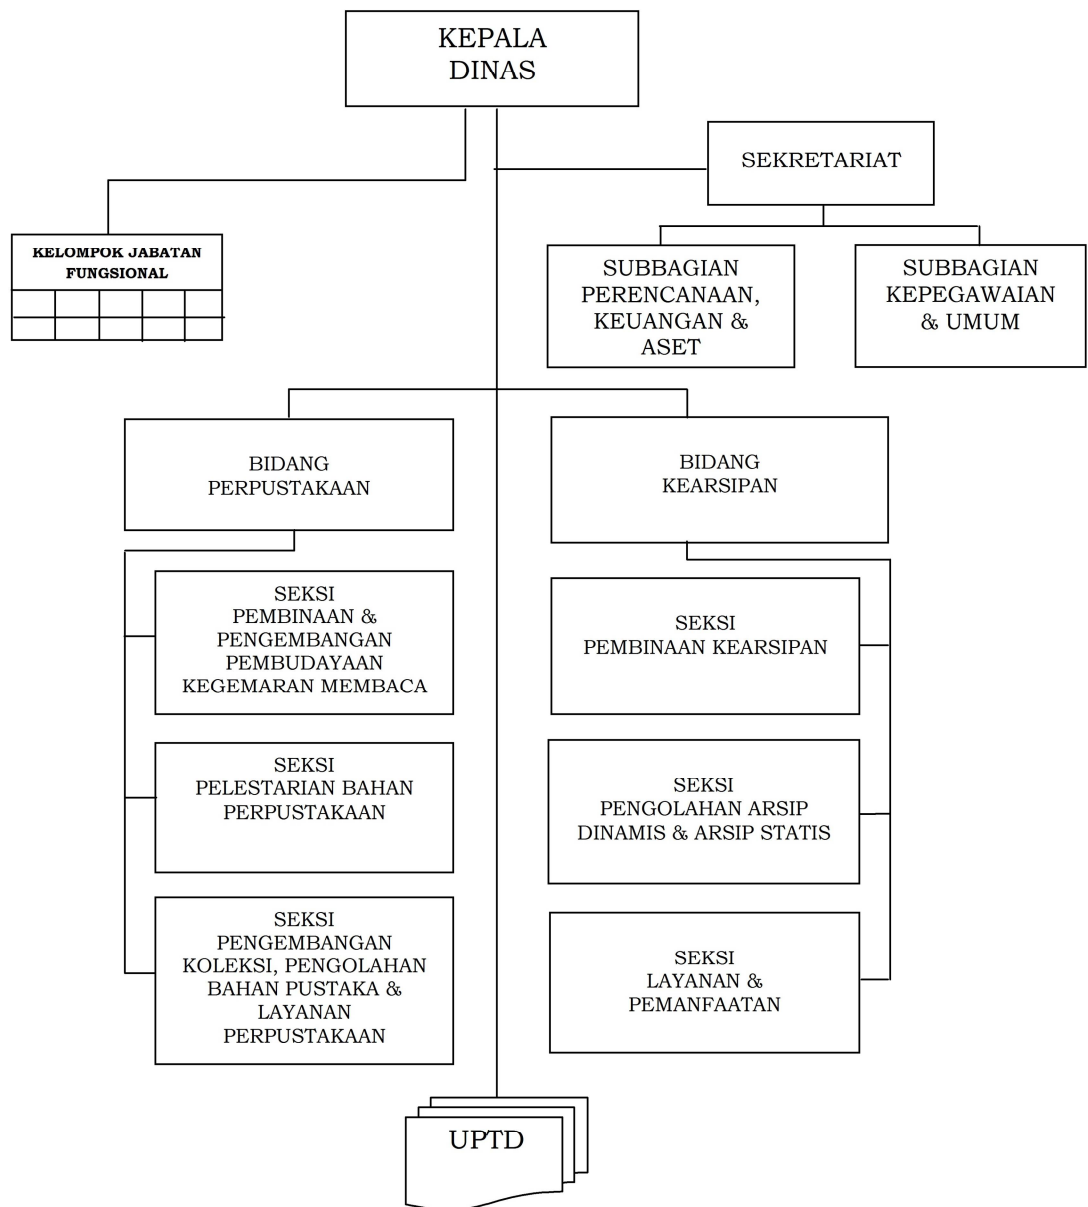 KEPALA
DINAS
SEKRETARIAT
KELOMPOK JABATAN
FUNGSIONAL
SUBBAGIAN
PERENCANAAN,
KEUANGAN &
ASET
SUBBAGIAN
KEPEGAWAIAN
& UMUM
BIDANG
PERPUSTAKAAN
BIDANG
KEARSIPAN
SEKSI
PEMBINAAN &
PENGEMBANGAN
PEMBUDAYAAN
KEGEMARAN MEMBACA
SEKSI
PEMBINAAN KEARSIPAN
SEKSI
PELESTARIAN BAHAN
PERPUSTAKAAN
SEKSI
PENGOLAHAN ARSIP
DINAMIS & ARSIP STATIS
SEKSI
PENGEMBANGAN
KOLEKSI, PENGOLAHAN
BAHAN PUSTAKA &
LAYANAN
PERPUSTAKAAN
SEKSI
LAYANAN &
PEMANFAATAN
UPTD